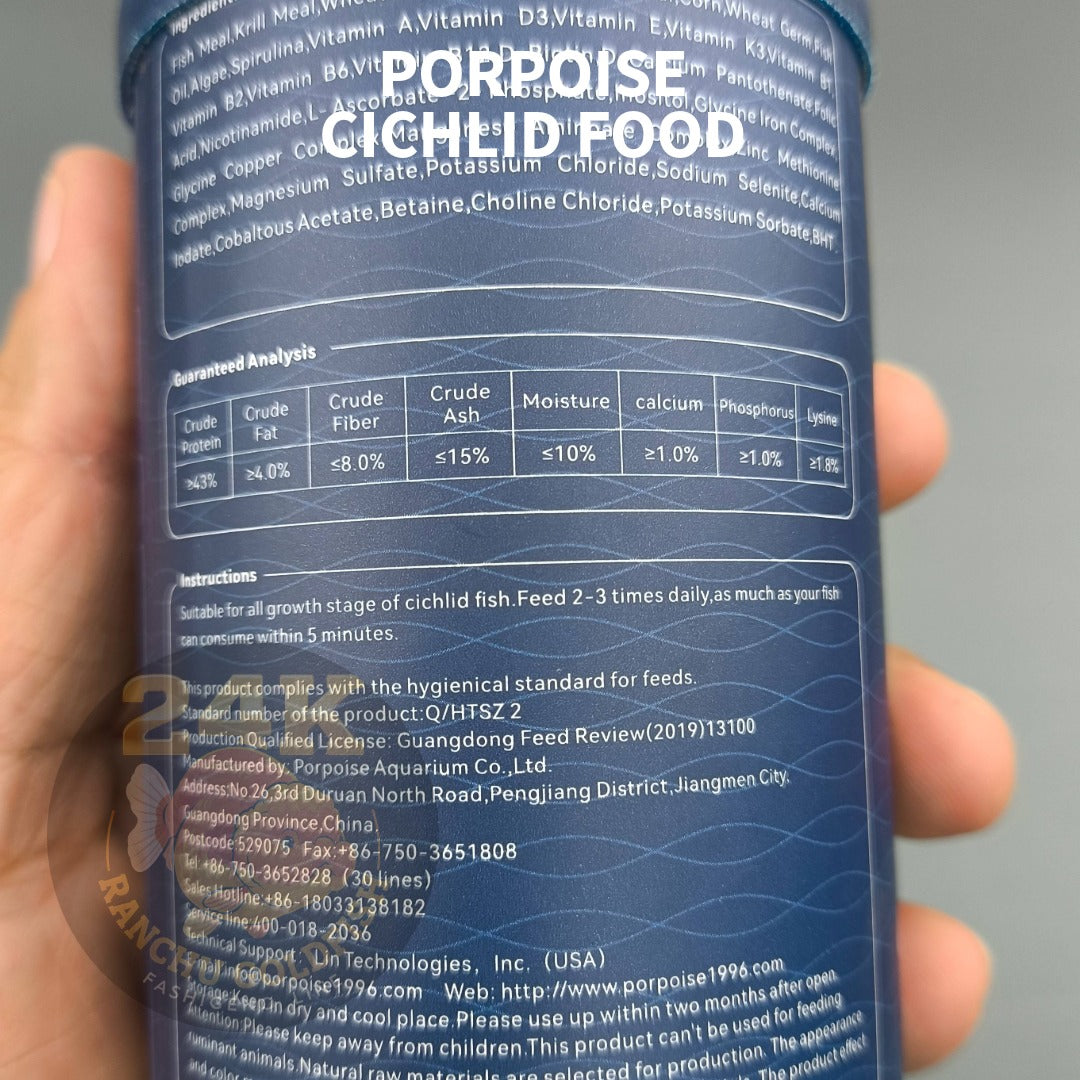 PORPOISE
CICHLID FOOD
Fish Meal,Krill Meal, Corn,Wheat Germ,Fish
Oil,Algae,Spirulina,Vitamin A,Vitamin D3,Vitamin E,Vitamin K3,Vitamin B1,
Vitamin B2,Vitamin B6, Pantothenate,Folic
Acid,Nicotinamide,L-Ascorbate-2- Inositol,Glycine Iron Complex,
Glycine Copper Zinc Methionine
Complex,Magnesium Sulfate,Potassium Chloride,Sodium Selenite,Calcium
Iodate,Cobaltous Acetate,Betaine,Choline Chloride,Potassium Sorbate,BHT.
Guaranteed Analysis
Crude Protein Crude Fat Crude Fiber Crude Ash Moisture calcium Phosphorus Lysine
≥43% ≥4.0% ≤8.0% ≤15% ≤10% ≥1.0% ≥1.0% ≥1.8%
Instructions
Suitable for all growth stage of cichlid fish.Feed 2-3 times daily,as much as your fish
can consume within 5 minutes.
This product complies with the hygienical standard for feeds.
Standard number of the product:Q/HTSZ 2
Production Qualified License: Guangdong Feed Review(2019)13100
Manufactured by: Porpoise Aquarium Co.,Ltd.
Address:No.26,3rd Duruan North Road,Pengjiang District,Jiangmen City.
Guangdong Province,China.
Postcode:529075 Fax:+86-750-3651808
Tel:+86-750-3652828 (30 lines)
Sales Hotline:+86-18033138182
Service line:400-018-2036
Technical Support: Lin Technologies, Inc. (USA)
E-mail:info@porpoise1996.com Web: http://www.porpoise1996.com
Storage:Keep in dry and cool place.Please use up within two months after open.
Attention:Please keep away from children.This product can't be used for feeding
ruminant animals.Natural raw materials are selected for production. The appearance
and color The product effect
24K
RANCHU GOLDFISH